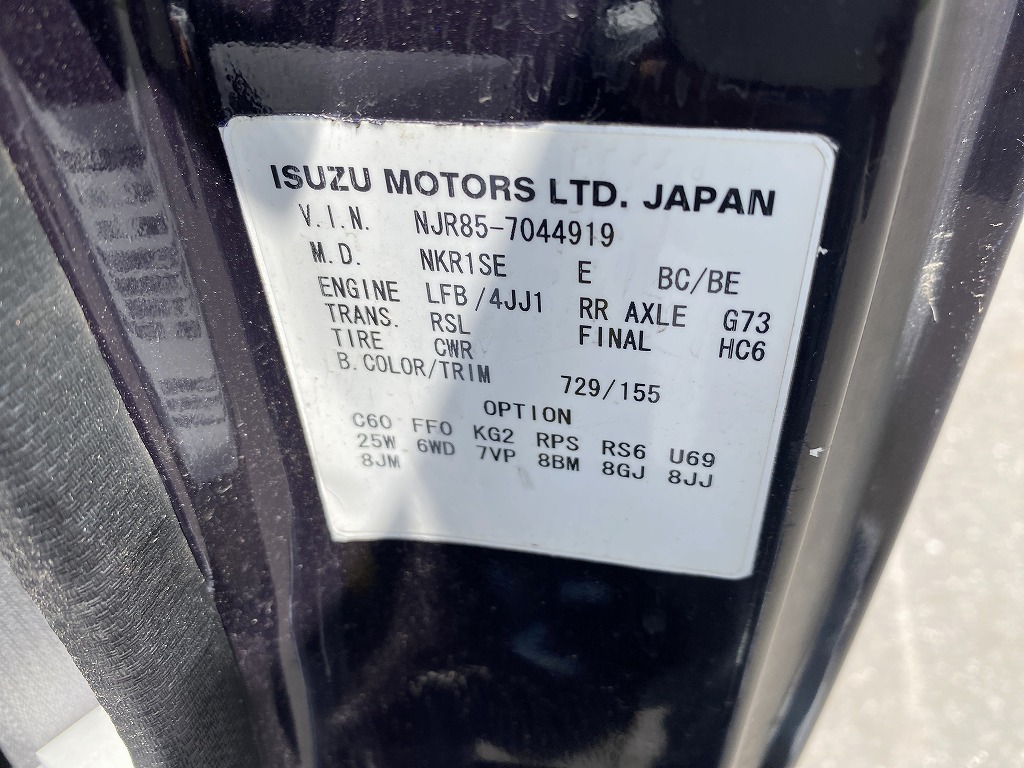 ISUZU MOTORS LTD. JAPAN
V.I.N. NJR85-7044919
M.D. NKR1SE E BC/BE
ENGINE LFB/4JJ1 RR AXLE G73
TRANS. RSL FINAL HC6
TIRE CWR
B.COLOR/TRIM 729/155
OPTION
C60 FF0 KG2 RPS RS6 U69
25W 6WD 7VP 8BM 8GJ 8JJ
8JM